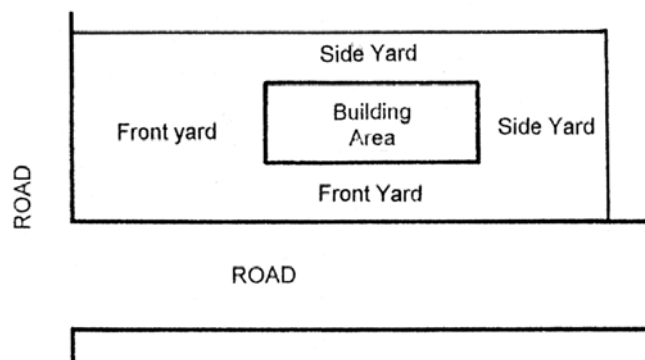 Side Yard
Front yard
Building
Area
Side Yard
Front Yard
ROAD
ROAD